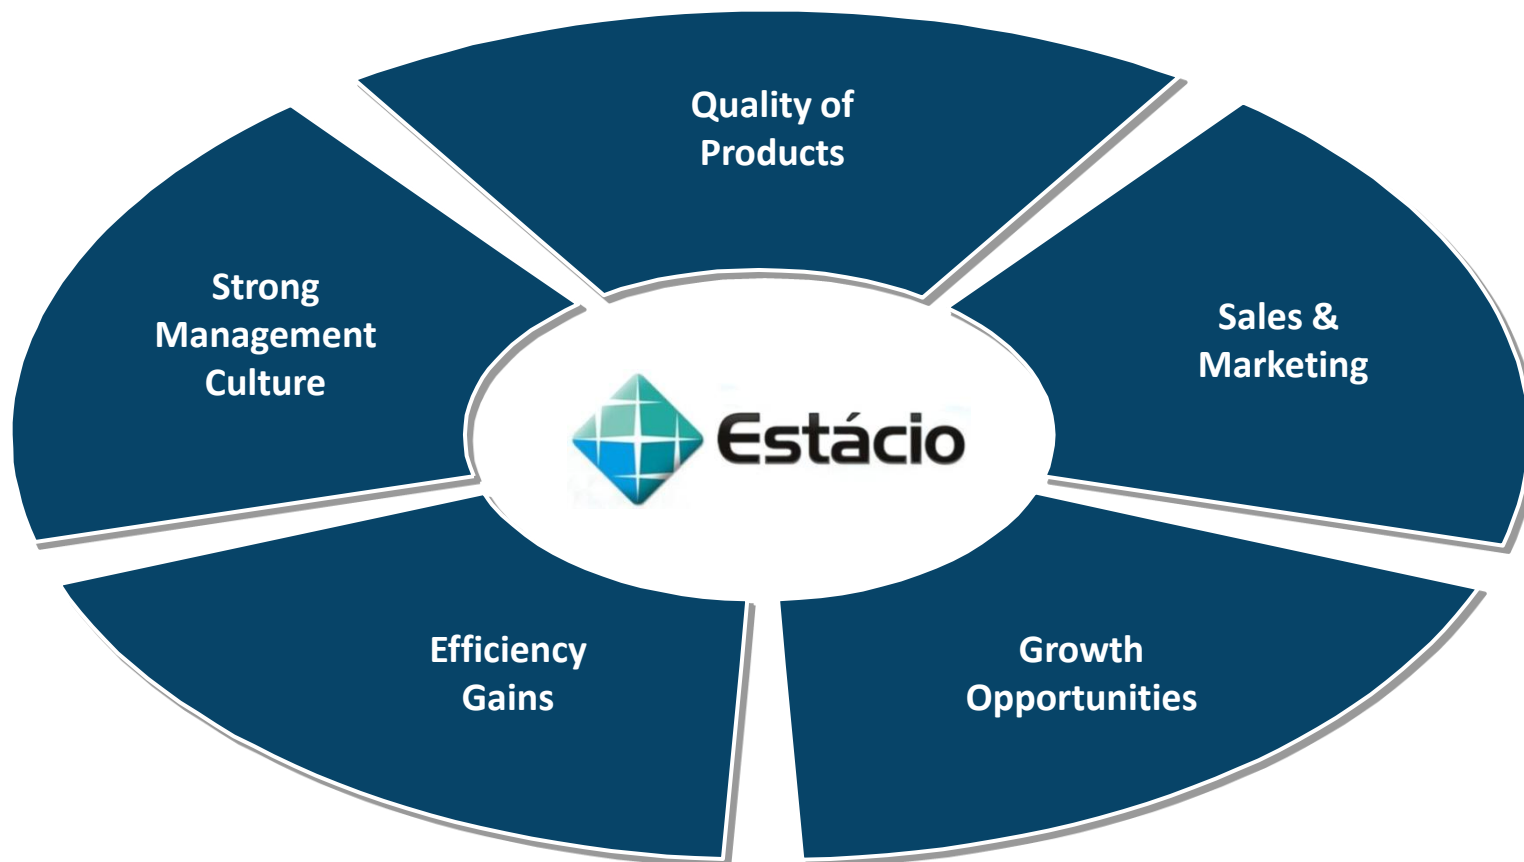 Quality of
Products
Strong
Management
Culture
Sales &
Marketing
Estácio
Efficiency
Gains
Growth
Opportunities